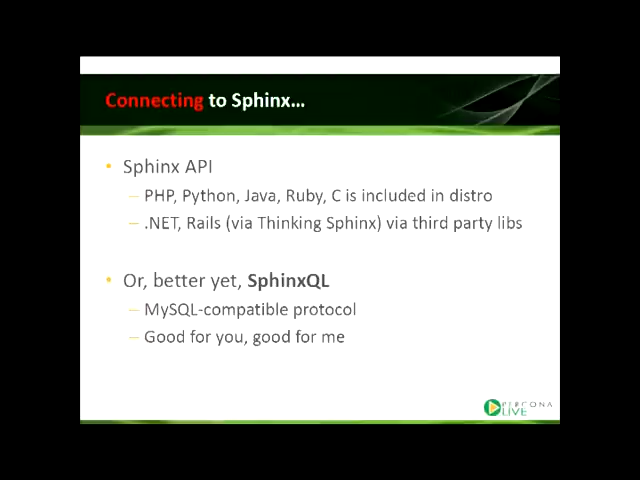 Connecting to Sphinx…
• Sphinx API
– PHP, Python, Java, Ruby, C is included in distro
– .NET, Rails (via Thinking Sphinx) via third party libs
• Or, better yet, SphinxQL
– MySQL-compatible protocol
– Good for you, good for me
PERCONA
LIVE